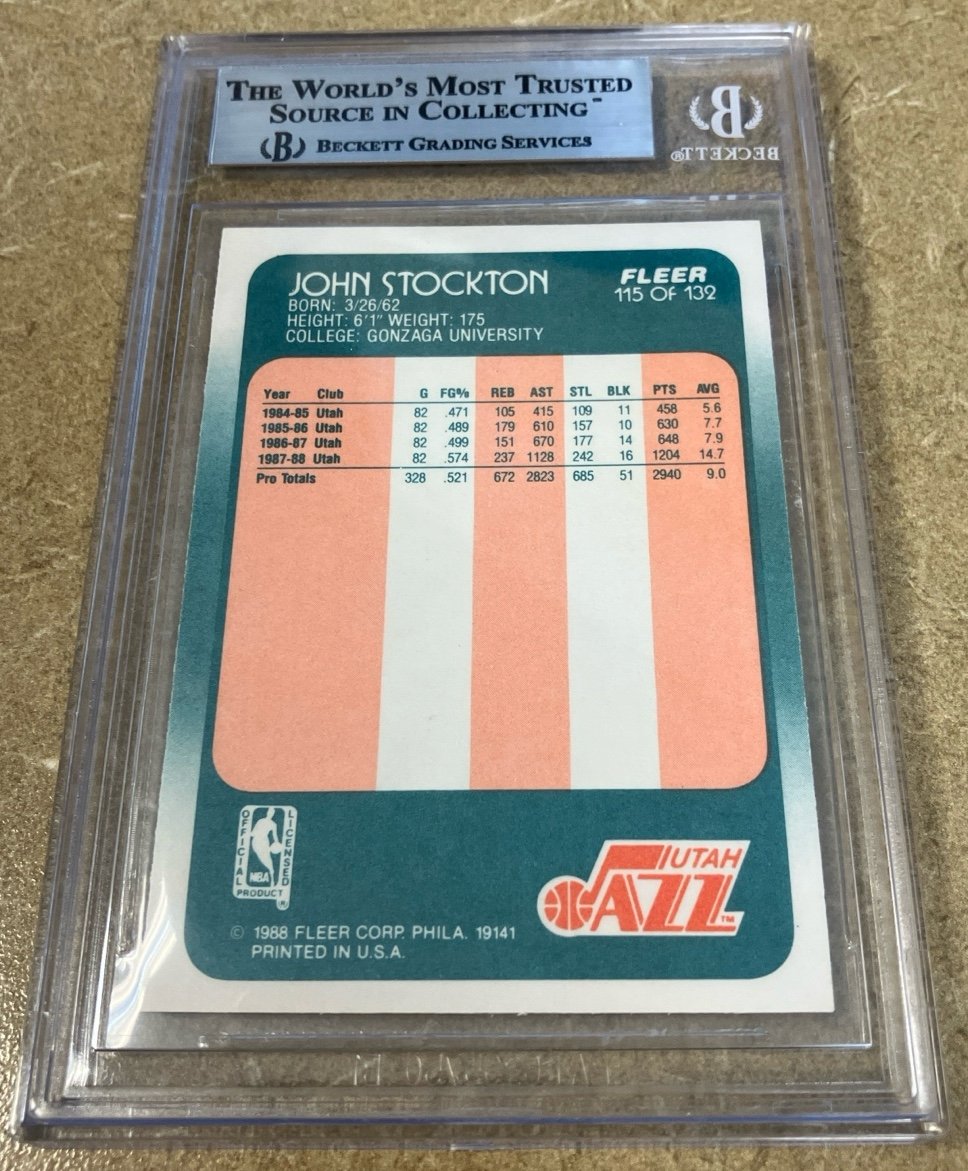 THE WORLD'S MOST TRUSTED
SOURCE IN COLLECTING™
B BECKETT GRADING SERVICES
B
BECKETT®
JOHN STOCKTON
FLEER
115 OF 132
BORN: 3/26/62
HEIGHT: 6'1" WEIGHT: 175
COLLEGE: GONZAGA UNIVERSITY
Year Club G FG% REB AST STL BLK PTS AVG
1984-85 Utah 82 .471 105 415 109 11 458 5.6
1985-86 Utah 82 .489 179 610 157 10 630 7.7
1986-87 Utah 82 .499 151 670 177 14 648 7.9
1987-88 Utah 82 .574 237 1128 242 16 1204 14.7
Pro Totals 328 .521 672 2823 685 51 2940 9.0
OFFICIAL
LICENSED
NBA
PRODUCT
®
UTAH
JAZZ™
© 1988 FLEER CORP. PHILA. 19141
PRINTED IN U.S.A.